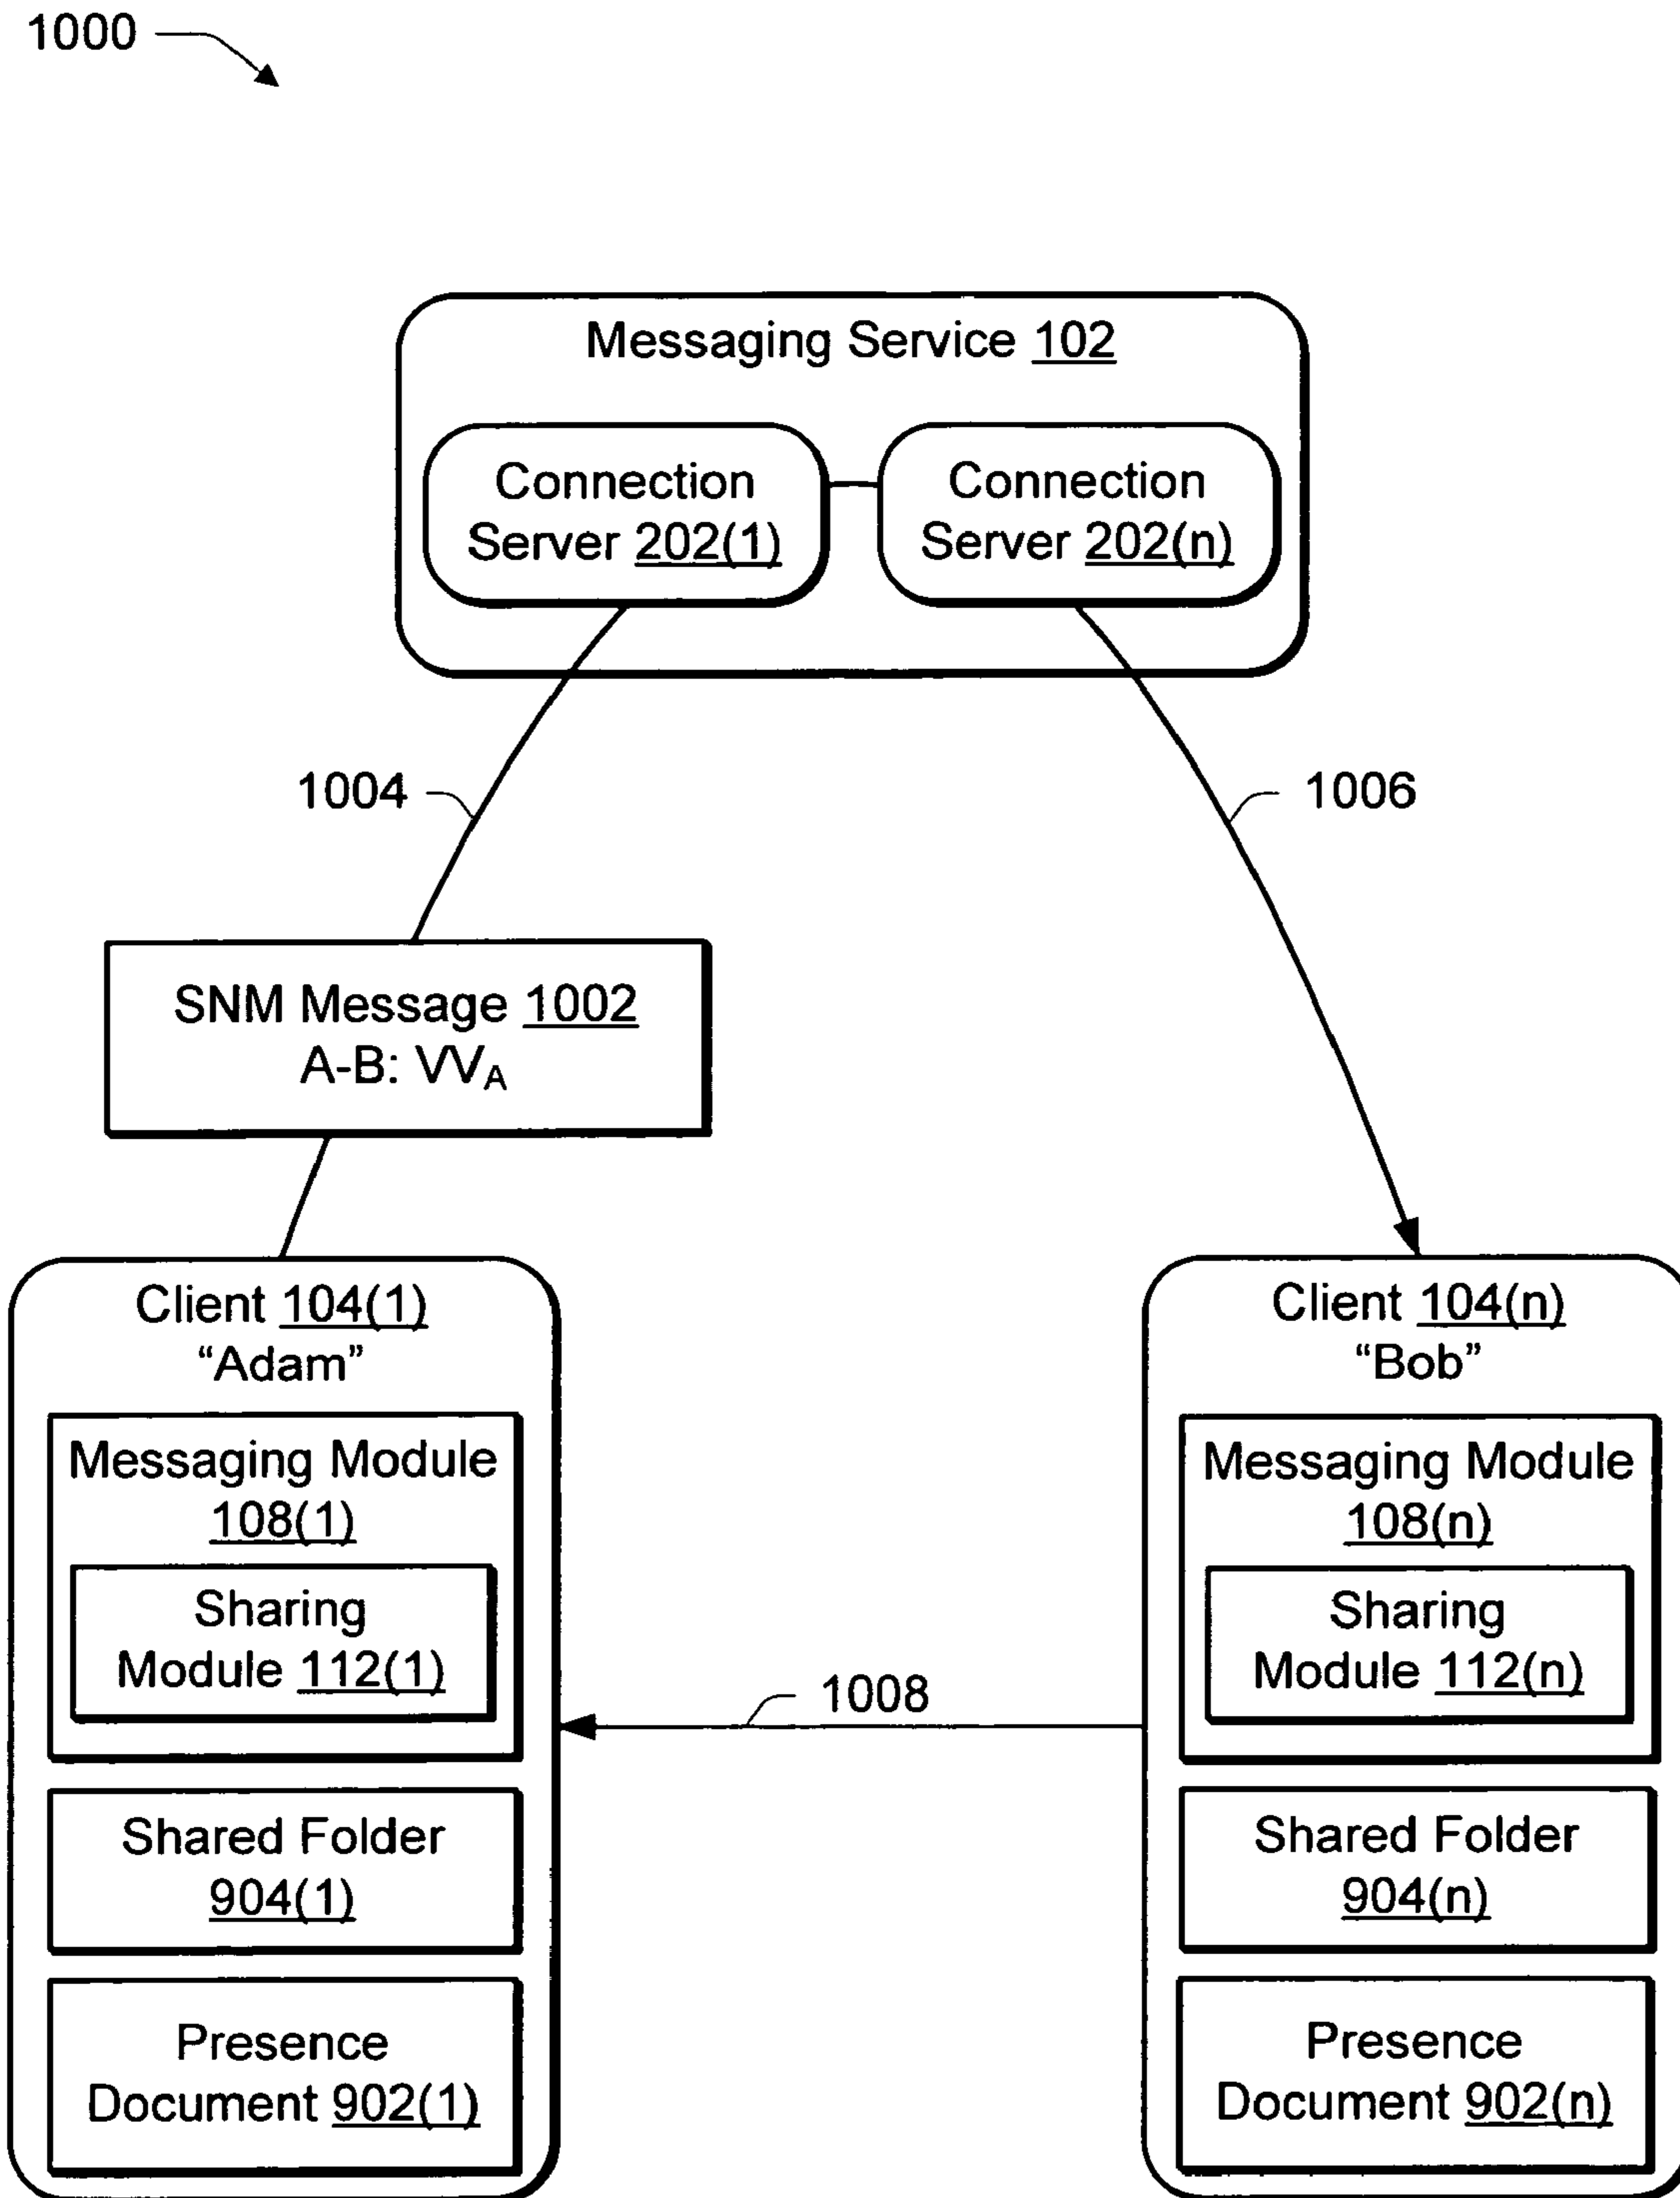 1000
Messaging Service 102
Connection
Server 202(1)
Connection
Server 202(n)
1004
1006
SNM Message 1002
A-B: VV_A
Client 104(1)
“Adam”
Messaging Module
108(1)
Sharing
Module 112(1)
Shared Folder
904(1)
Presence
Document 902(1)
1008
Client 104(n)
“Bob”
Messaging Module
108(n)
Sharing
Module 112(n)
Shared Folder
904(n)
Presence
Document 902(n)